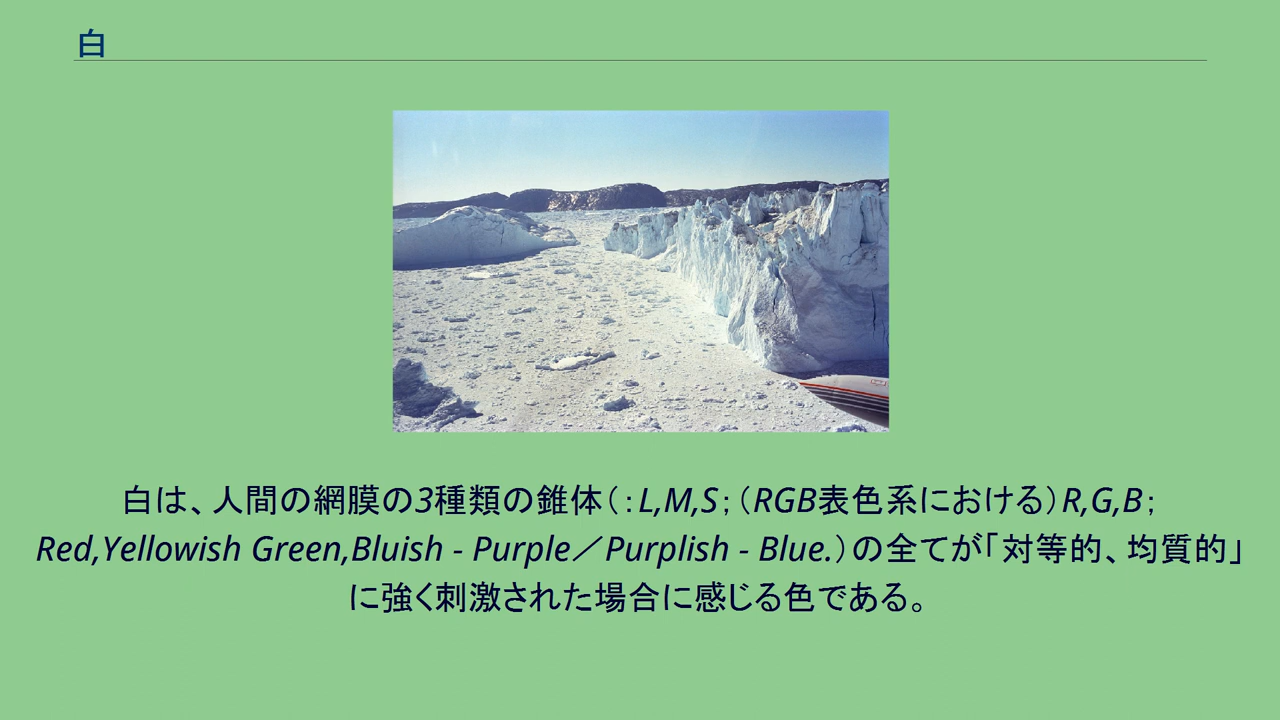 白
白は、人間の網膜の3種類の錐体（：L,M,S；（RGB表色系における）R,G,B；
Red,Yellowish Green,Bluish - Purple／Purplish - Blue.）の全てが「対等的、均質的」
に強く刺激された場合に感じる色である。